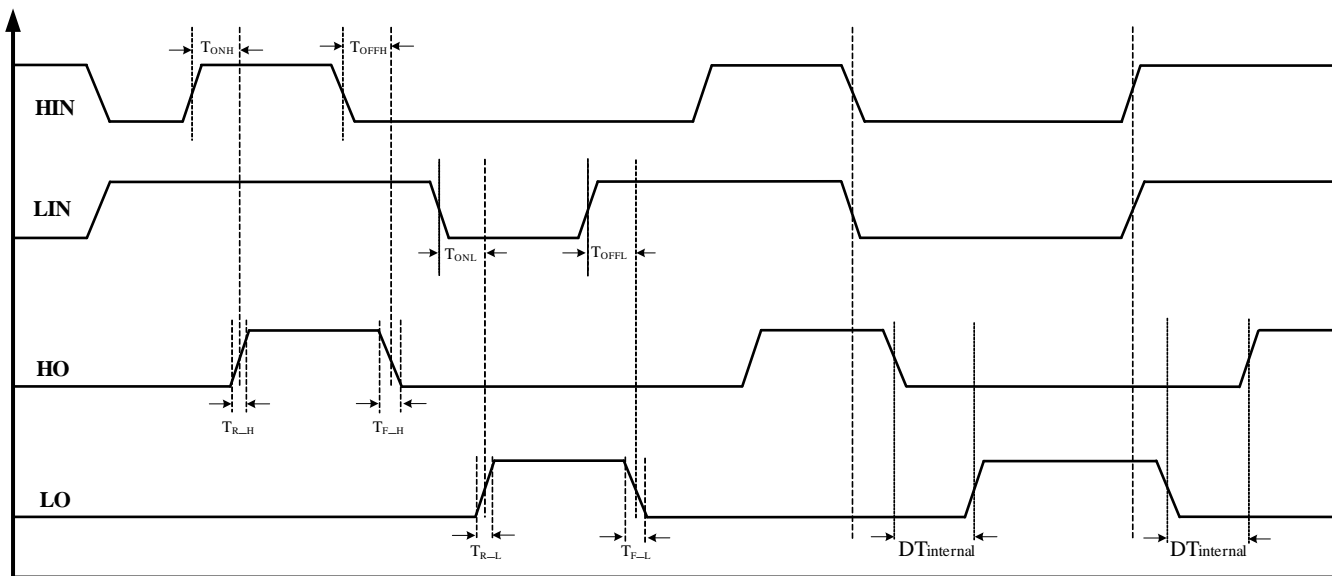 TONH
TOFFH
HIN
LIN
TONL
TOFFL
HO
TR_H
TF_H
LO
TR_L
TF_L
DTinternal
DTinternal